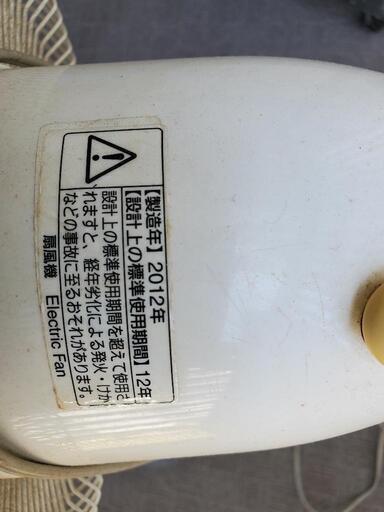 【製造年】2012年
【設計上の標準使用期間】12年
設計上の標準使用期間を超えて使用さ
れますと、経年劣化による発火・けが
などの事故に至るおそれがあります。
扇風機 Electric Fan